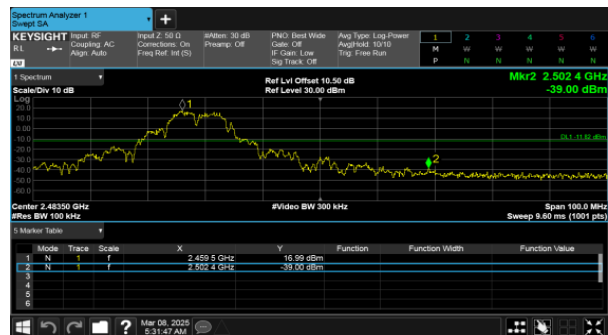 Spectrum Analyzer 1
Swept SA
KEYSIGHT Input: RF Input Z: 50 Ω #Atten: 30 dB PNO: Best Wide Avg Type: Log-Power 1 2 3 4 5 6
RL Coupling: AC Corrections: On Preamp: Off Gate: Off Avg|Hold: 10/10 M W W W W W
Align: Auto Freq Ref: Int (S) IF Gain: Low Trig: Free Run
Sig Track: Off P N N N N N
LXI
1 Spectrum Ref Lvl Offset 10.50 dB Mkr2 2.502 4 GHz
Scale/Div 10 dB Ref Level 30.00 dBm -39.00 dBm
Log
20.0
10.0
0.00
-10.0
-20.0
-30.0
-40.0
-50.0
-60.0
1
2
Center 2.48350 GHz #Video BW 300 kHz Span 100.0 MHz
#Res BW 100 kHz Sweep 9.60 ms (1001 pts)
5 Marker Table
Mode Trace Scale X Y Function Function Width Function Value
1 N 1 f 2.459 5 GHz 16.99 dBm
2 N 1 f 2.502 4 GHz -39.00 dBm
3
4
5
6
? Mar 08, 2025
5:31:47 AM